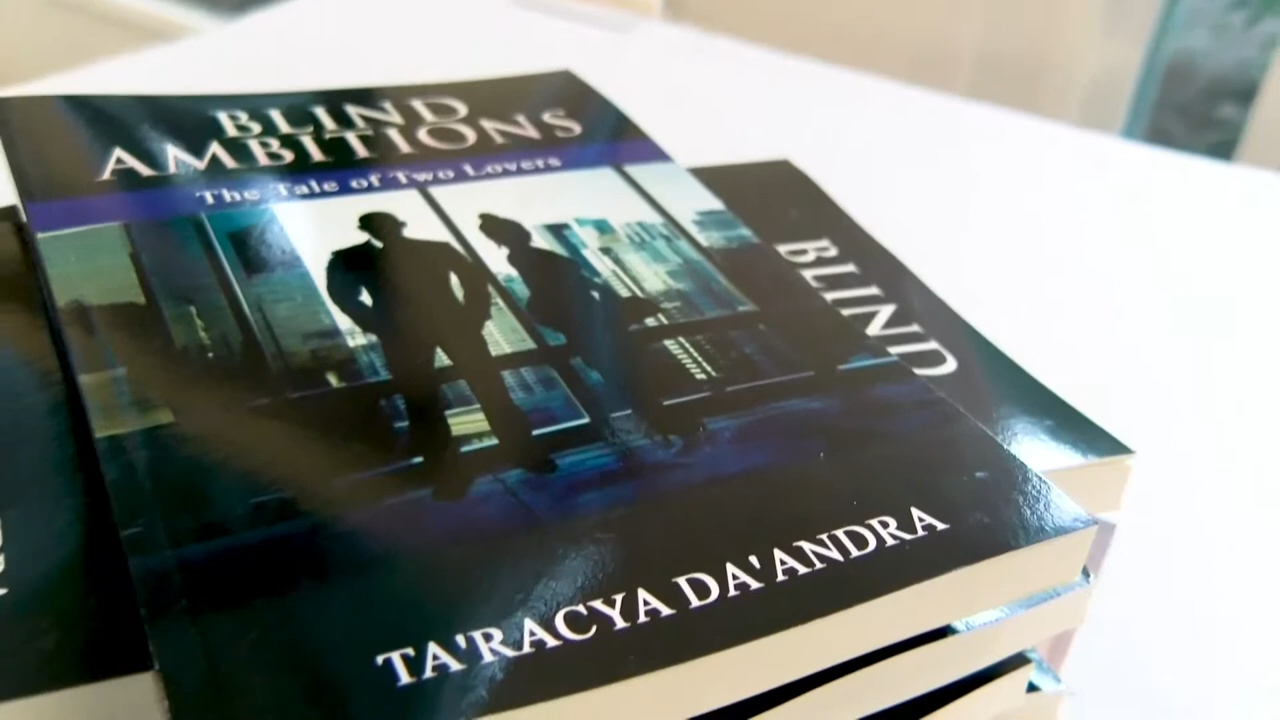 BLIND
AMBITIONS
The Tale of Two Lovers
TA'RACYA DA'ANDRA
BLIND